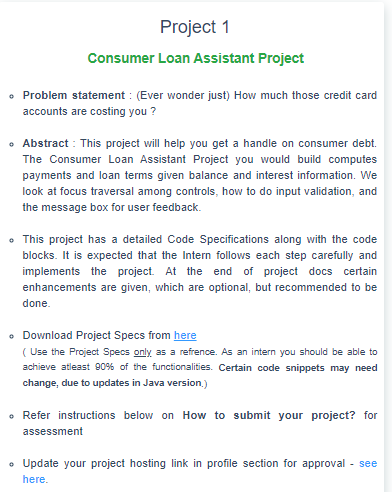 Project 1
Consumer Loan Assistant Project
Problem statement : (Ever wonder just) How much those credit card
accounts are costing you ?
Abstract : This project will help you get a handle on consumer debt.
The Consumer Loan Assistant Project you would build computes
payments and loan terms given balance and interest information. We
look at focus traversal among controls, how to do input validation, and
the message box for user feedback.
This project has a detailed Code Specifications along with the code
blocks. It is expected that the Intern follows each step carefully and
implements the project. At the end of project docs certain
enhancements are given, which are optional, but recommended to be
done.
Download Project Specs from here
( Use the Project Specs only as a refrence. As an intern you should be able to
achieve atleast 90% of the functionalities. Certain code snippets may need
change, due to updates in Java version.)
Refer instructions below on How to submit your project? for
assessment
Update your project hosting link in profile section for approval - see
here.